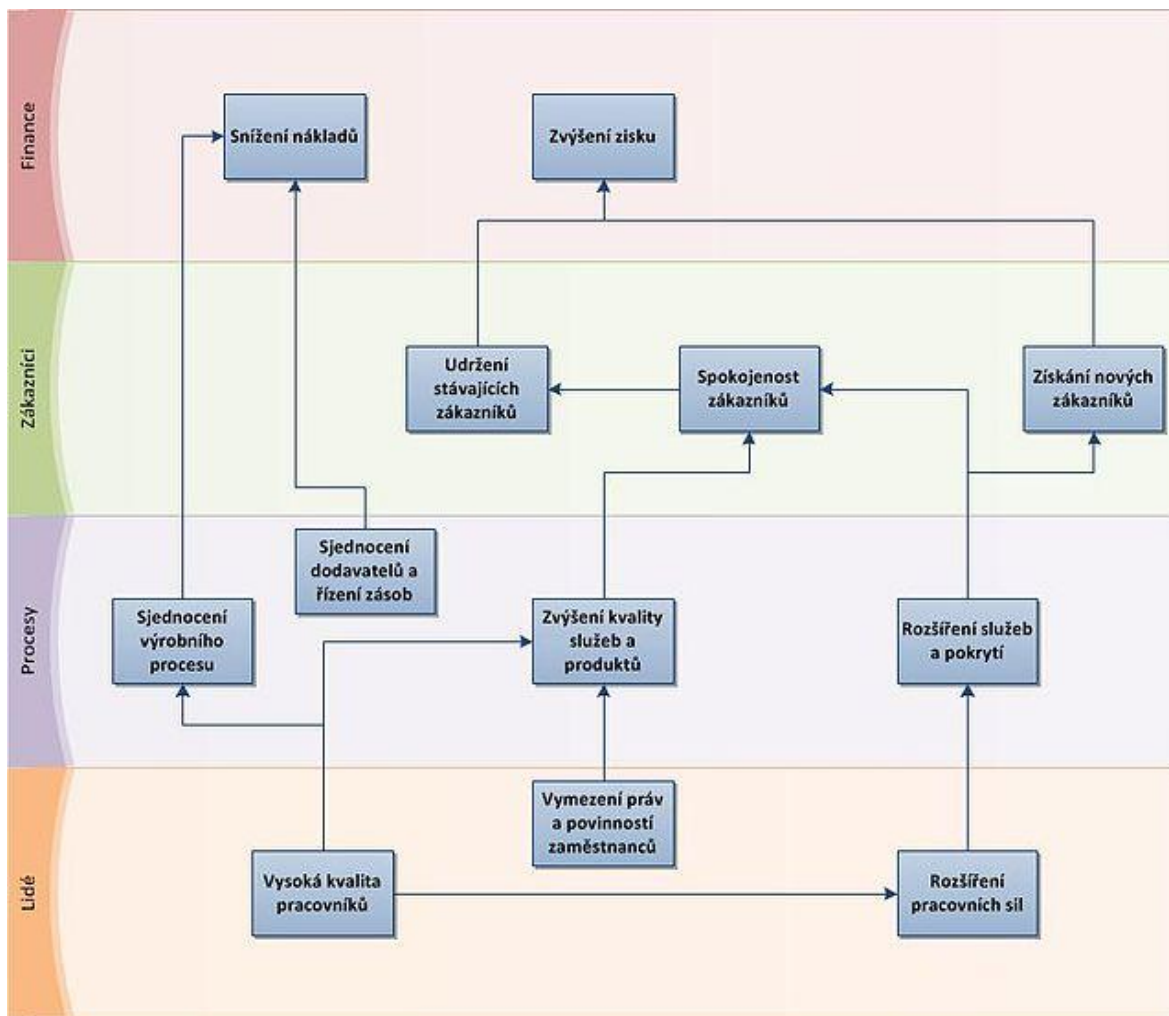 Finance
Snížení nákladů
Zvýšení zisku
Zákazníci
Udržení
stávajících
zákazníků
Spokojenost
zákazníků
Získání nových
zákazníků
Procesy
Sjednocení
dodavatelů a
řízení zásob
Sjednocení
výrobního
procesu
Zvýšení kvality
služeb a
produktů
Rozšíření služeb
a pokrytí
Lidé
Vymezení práv
a povinností
zaměstnanců
Vysoká kvalita
pracovníků
Rozšíření
pracovních sil